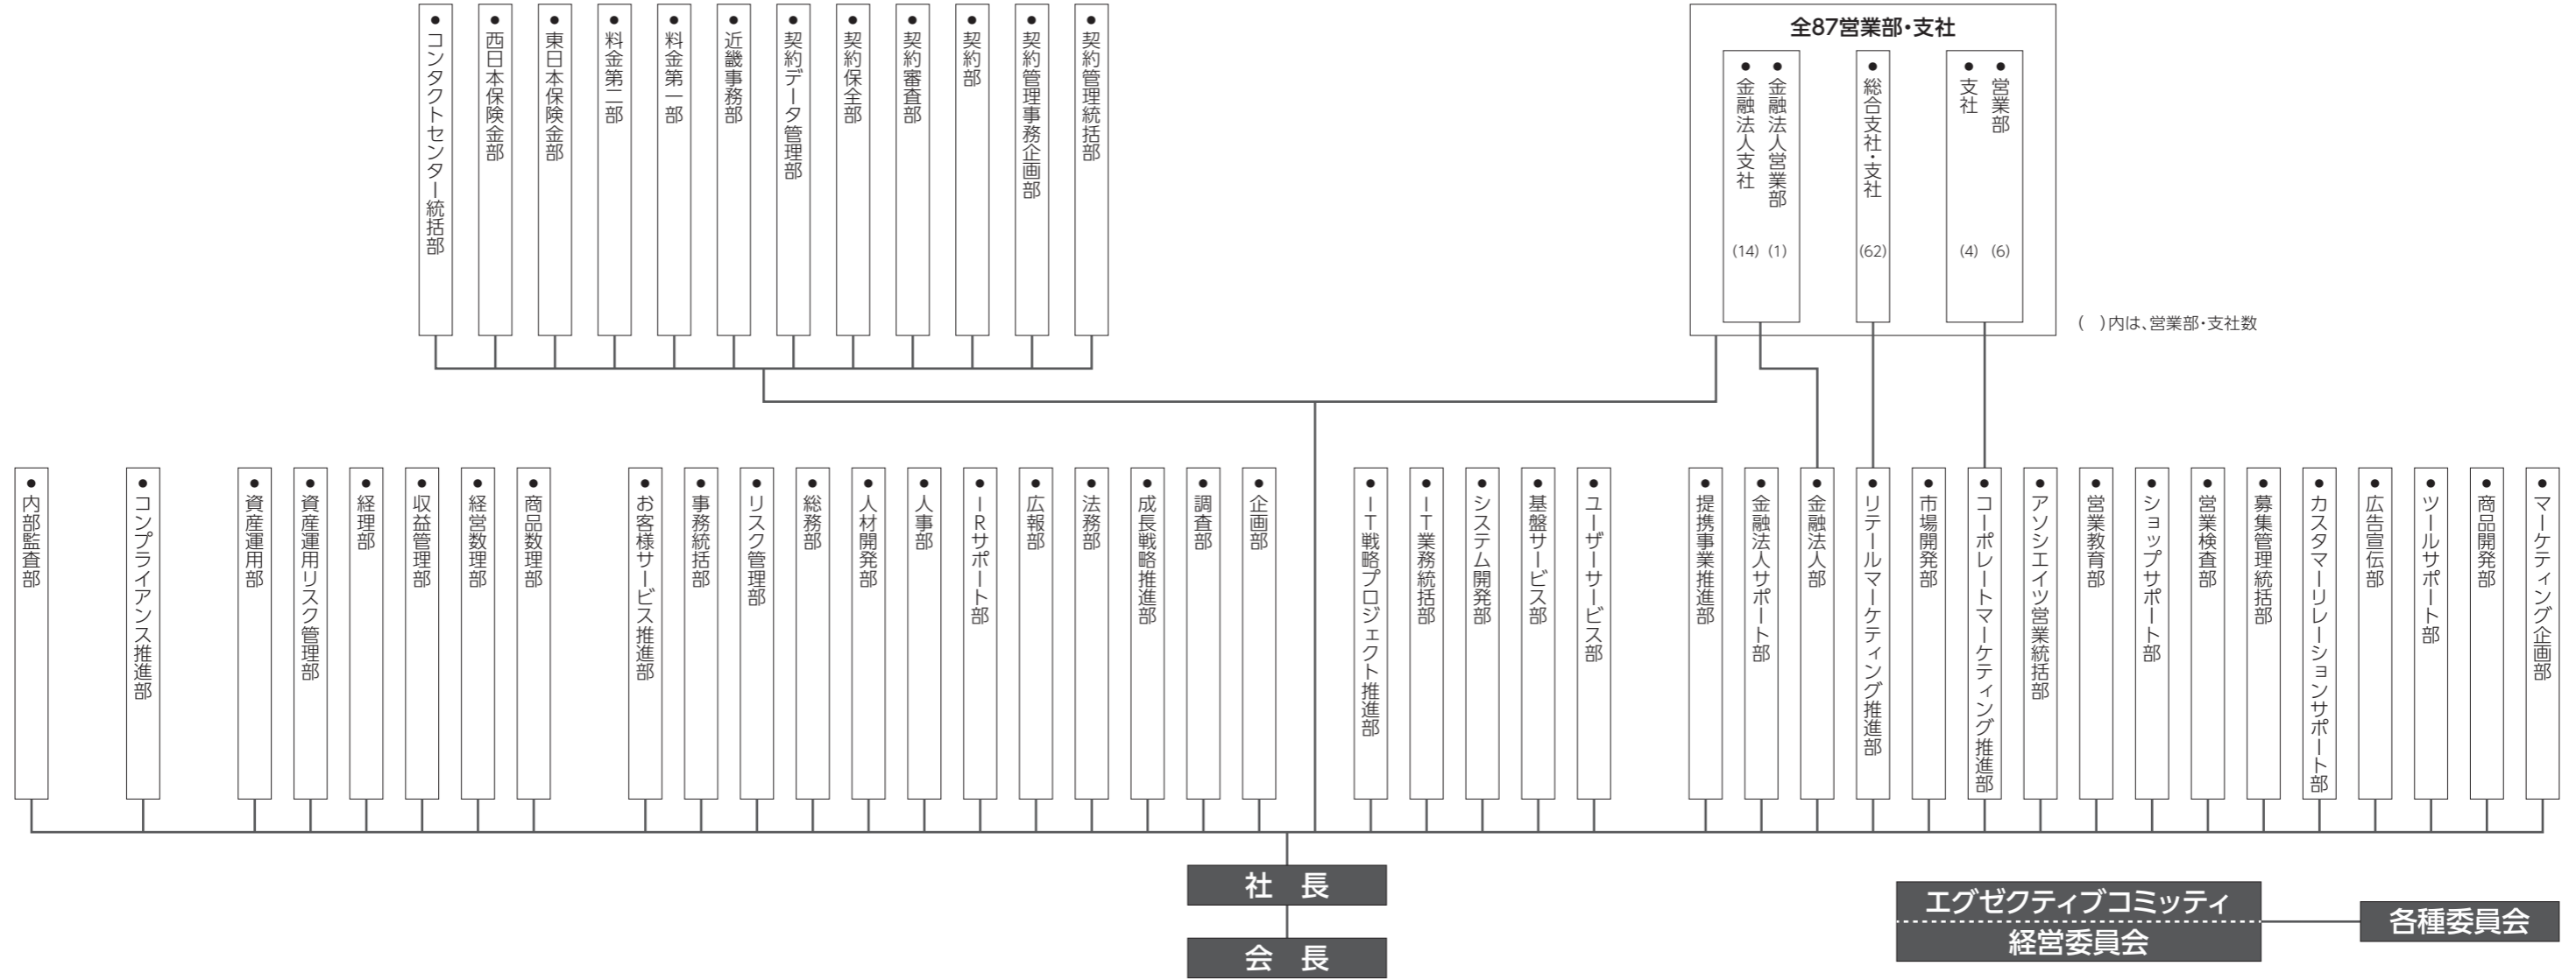 コンタクトセンター統括部
西日本保険金部
東日本保険金部
料金第二部
料金第一部
近畿事務部
契約データ管理部
契約保全部
契約審査部
契約部
契約管理事務企画部
契約管理統括部
全87営業部・支社
金融法人支社
(14)
金融法人営業部
(1)
総合支社・支社
(62)
支社
(4)
営業部
(6)
(　)内は、営業部・支社数
内部監査部
コンプライアンス推進部
資産運用部
資産運用リスク管理部
経理部
収益管理部
経営数理部
商品数理部
お客様サービス推進部
事務統括部
リスク管理部
総務部
人材開発部
人事部
IRサポート部
広報部
法務部
成長戦略推進部
調査部
企画部
IT戦略プロジェクト推進部
IT業務統括部
システム開発部
基盤サービス部
ユーザーサービス部
提携事業推進部
金融法人サポート部
金融法人部
リテールマーケティング推進部
市場開発部
コーポレートマーケティング推進部
アソシエイツ営業統括部
営業教育部
ショップサポート部
営業検査部
募集管理統括部
カスタマーリレーションサポート部
広告宣伝部
ツールサポート部
商品開発部
マーケティング企画部
社　長
会　長
エグゼクティブコミッティ
経営委員会
各種委員会